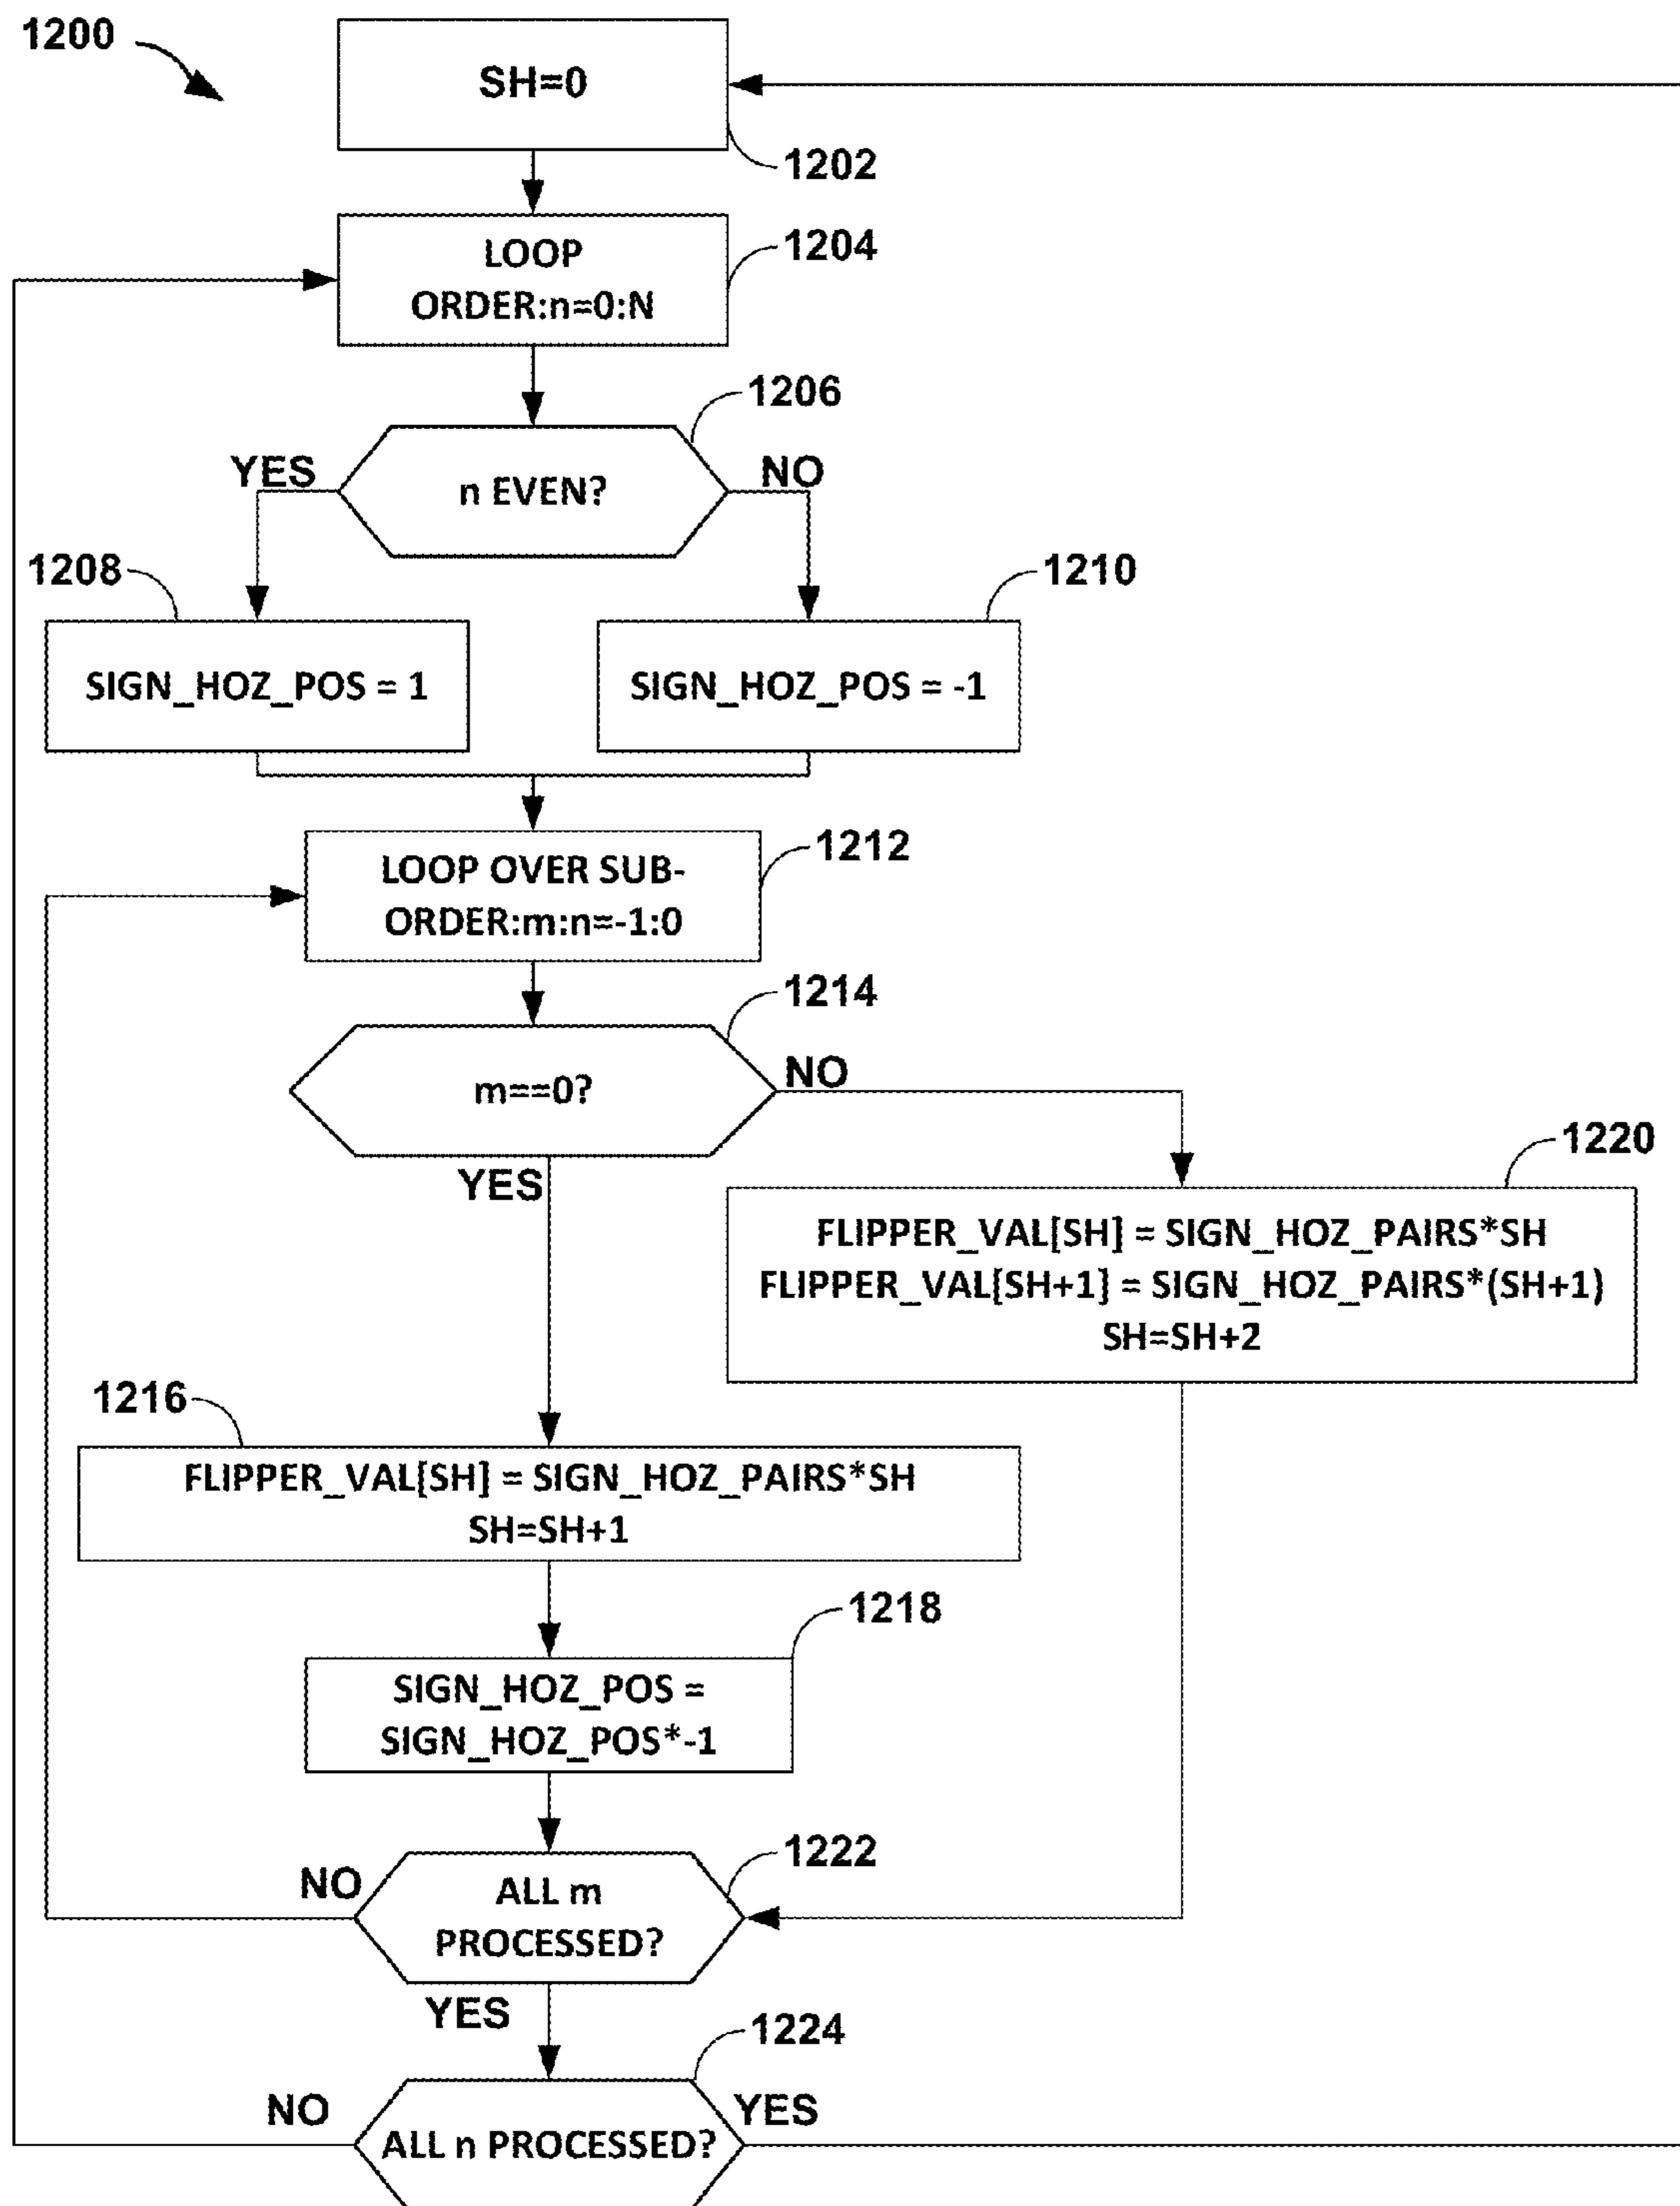 1200
SH=0
1202
LOOP
ORDER:n=0:N
1204
1206
YES
n EVEN?
NO
1208
1210
SIGN_HOZ_POS = 1
SIGN_HOZ_POS = -1
LOOP OVER SUB-
ORDER:m:n=-1:0
1212
1214
m==0?
NO
YES
1220
FLIPPER_VAL[SH] = SIGN_HOZ_PAIRS*SH
FLIPPER_VAL[SH+1] = SIGN_HOZ_PAIRS*(SH+1)
SH=SH+2
1216
FLIPPER_VAL[SH] = SIGN_HOZ_PAIRS*SH
SH=SH+1
1218
SIGN_HOZ_POS =
SIGN_HOZ_POS*-1
1222
NO
ALL m
PROCESSED?
YES
1224
NO
ALL n PROCESSED?
YES